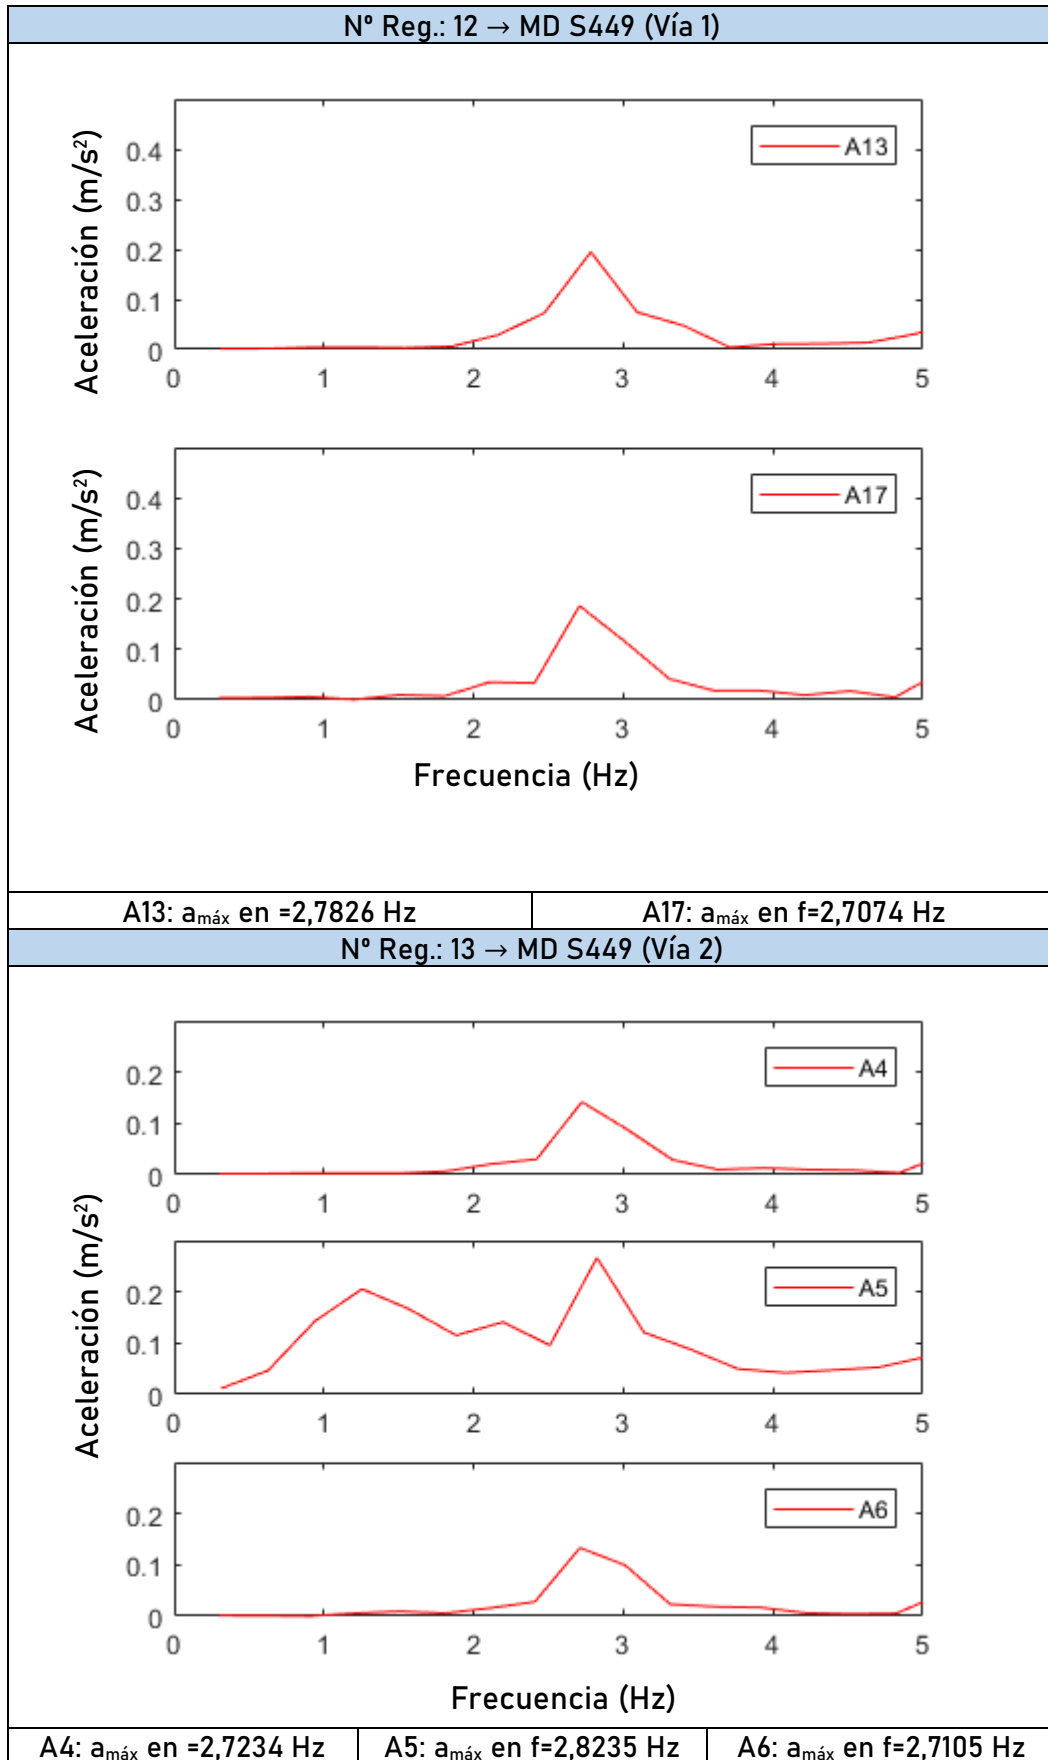 Nº Reg.: 12 → MD S449 (Vía 1)
Aceleración (m/s²)
0.4
0.3
0.2
0.1
0
0 1 2 3 4 5
A13
Aceleración (m/s²)
0.4
0.3
0.2
0.1
0
0 1 2 3 4 5
A17
Frecuencia (Hz)
A13: amáx en =2,7826 Hz
A17: amáx en f=2,7074 Hz
Nº Reg.: 13 → MD S449 (Vía 2)
Aceleración (m/s²)
0.2
0.1
0
0 1 2 3 4 5
A4
0.2
0.1
0
0 1 2 3 4 5
A5
0.2
0.1
0
0 1 2 3 4 5
A6
Frecuencia (Hz)
A4: amáx en =2,7234 Hz
A5: amáx en f=2,8235 Hz
A6: amáx en f=2,7105 Hz